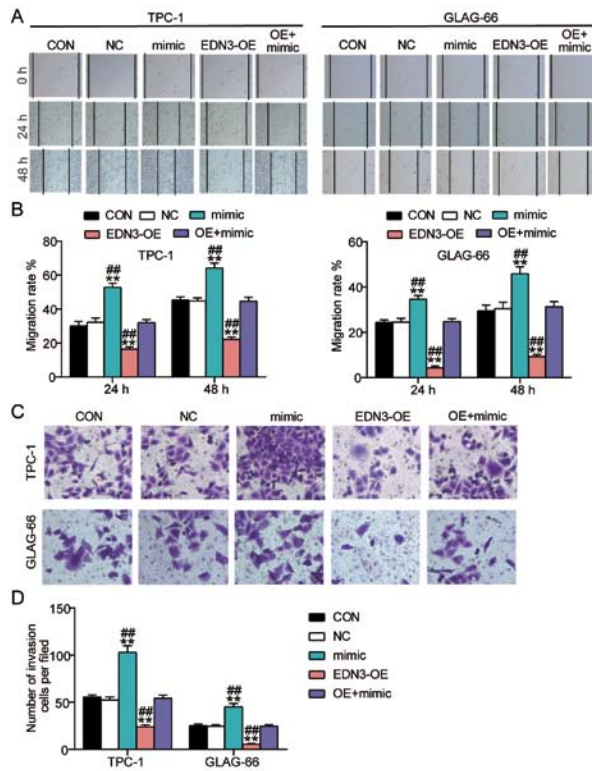 A
TPC-1
GLAG-66
CON NC mimic EDN3-OE OE+ mimic
CON NC mimic EDN3-OE OE+ mimic
0 h
24 h
48 h
B
CON NC mimic
EDN3-OE OE+mimic
TPC-1
Migration rate %
80
60
40
20
0
##
**
##
**
##
**
##
**
24 h 48 h
CON NC mimic
EDN3-OE OE+mimic
GLAG-66
Migration rate %
60
40
20
0
##
**
##
**
##
**
##
**
24 h 48 h
C
CON NC mimic EDN3-OE OE+mimic
TPC-1
GLAG-66
D
Number of invasion
cells per filed
150
100
50
0
##
**
##
**
##
**
##
**
TPC-1 GLAG-66
CON
NC
mimic
EDN3-OE
OE+mimic